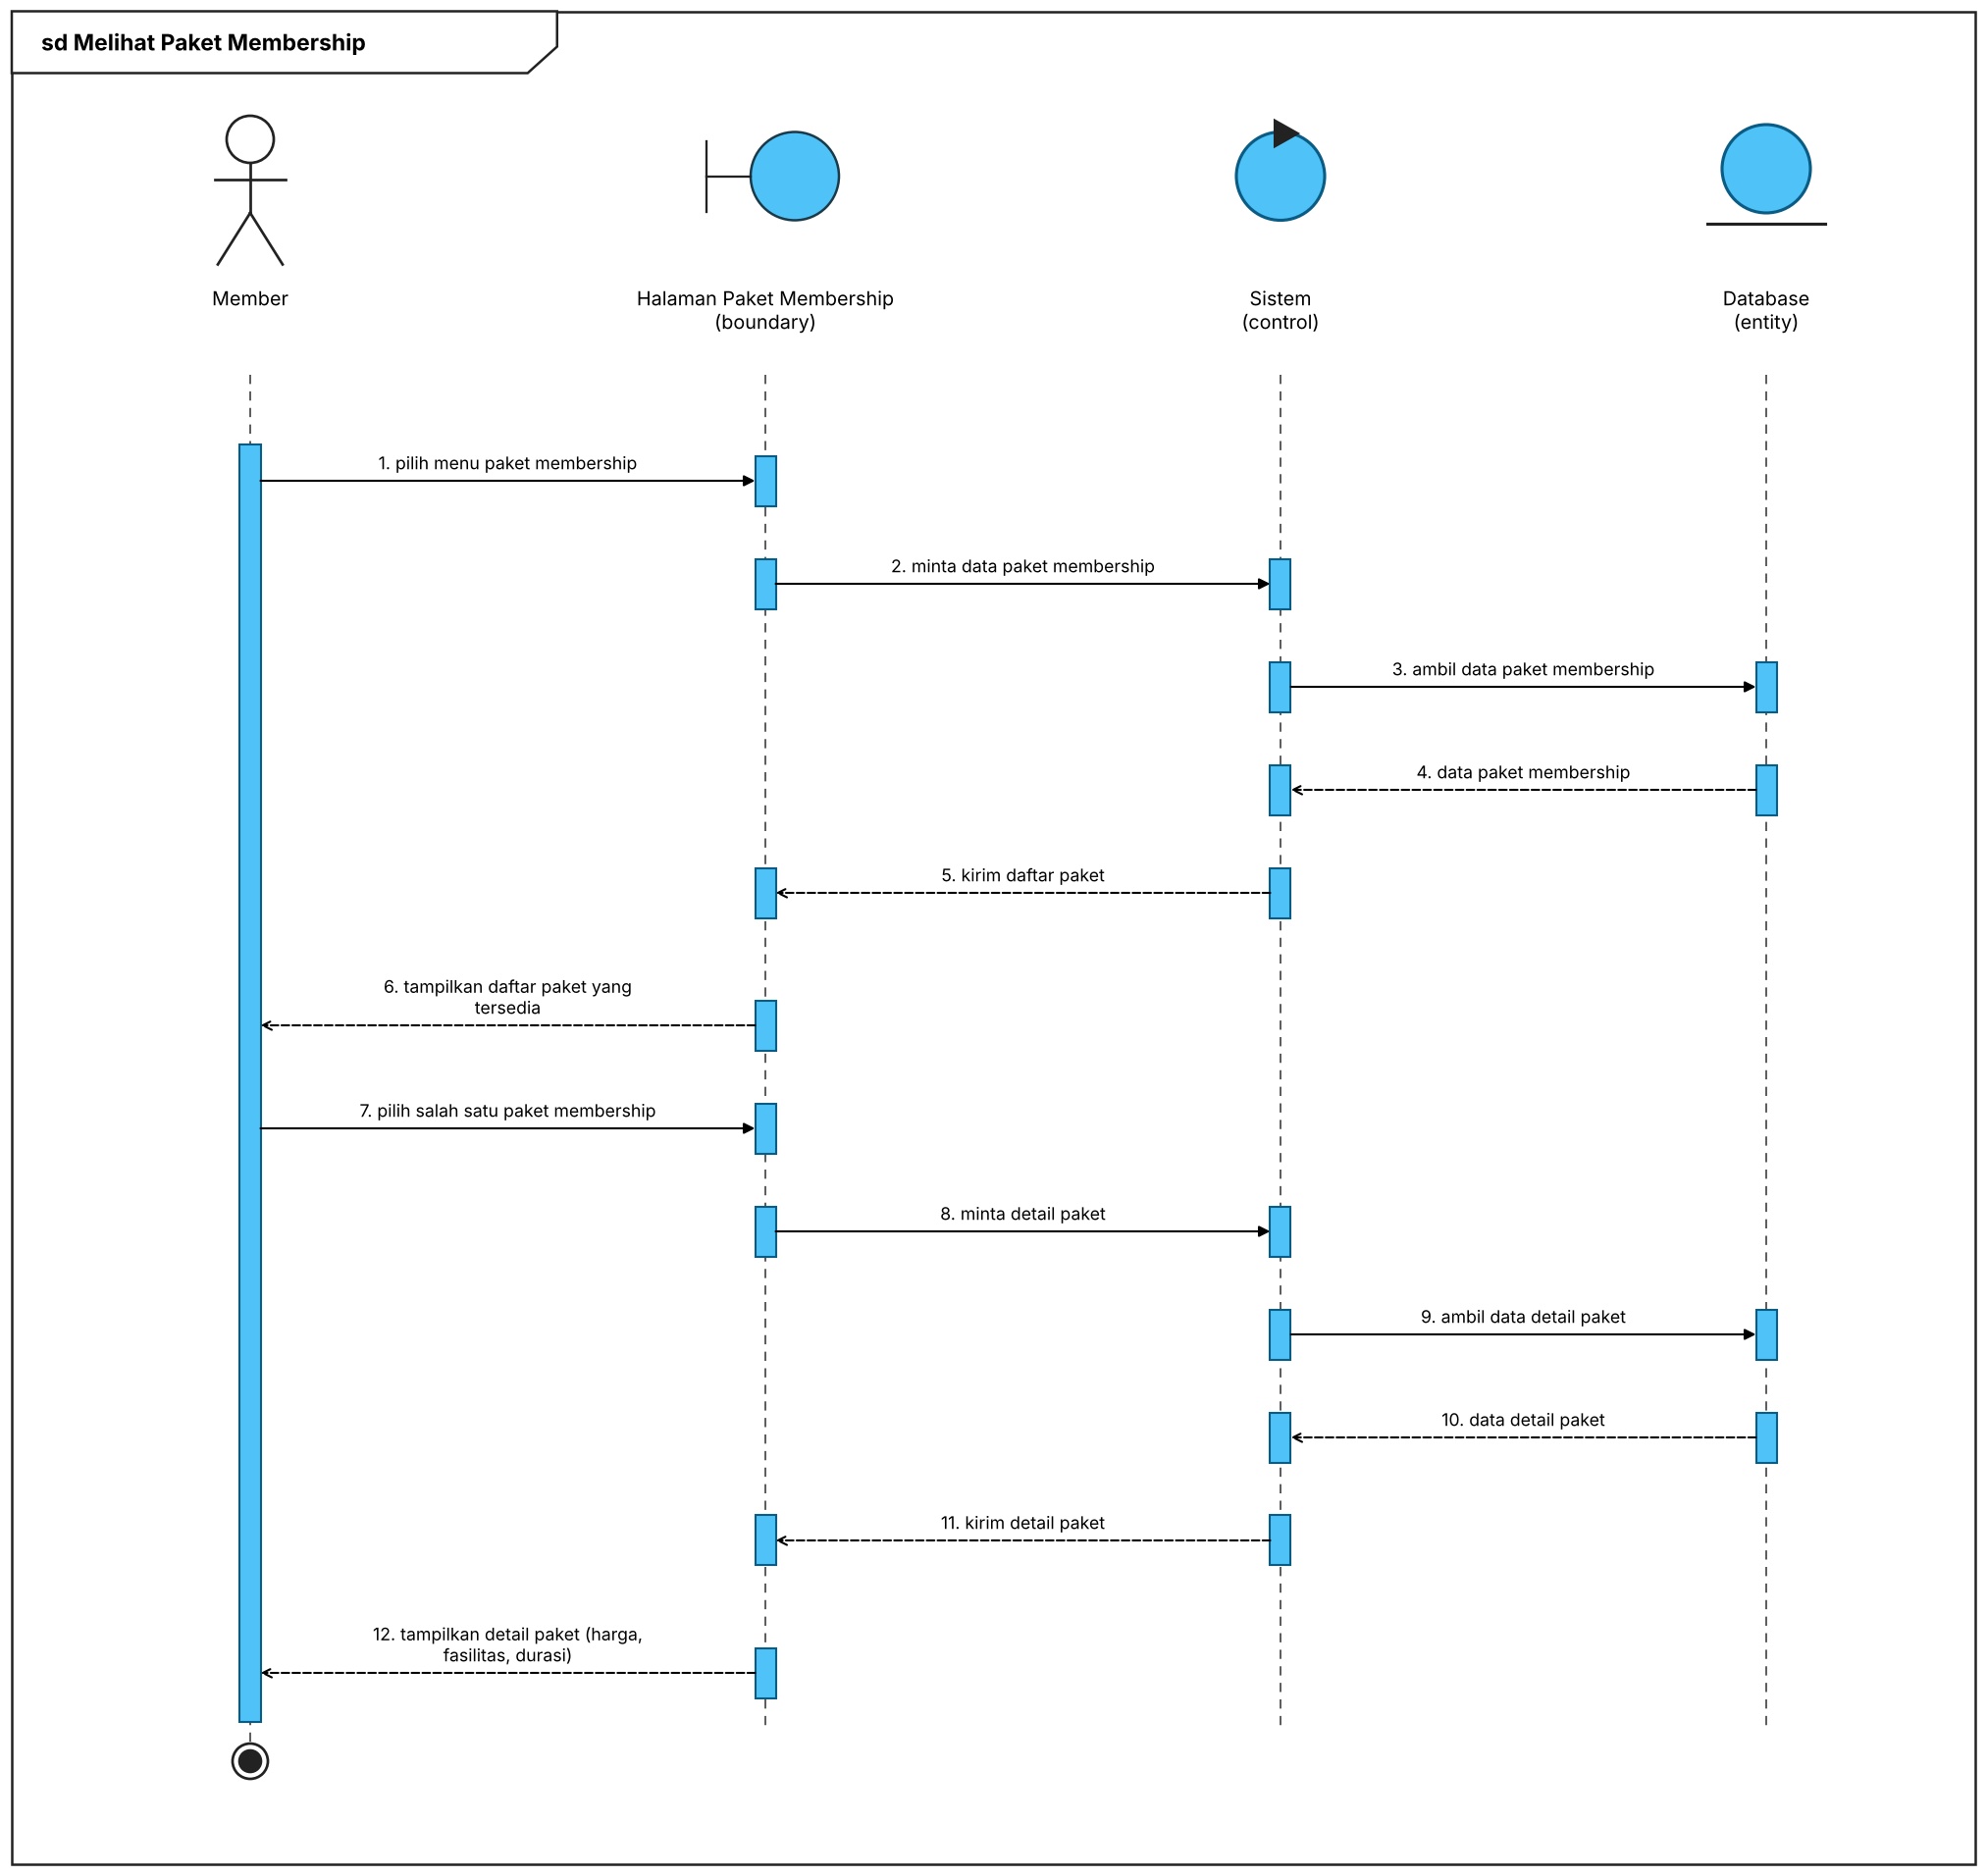 sd Melihat Paket Membership
Member
Halaman Paket Membership
(boundary)
Sistem
(control)
Database
(entity)
1. pilih menu paket membership
2. minta data paket membership
3. ambil data paket membership
4. data paket membership
5. kirim daftar paket
6. tampilkan daftar paket yang
tersedia
7. pilih salah satu paket membership
8. minta detail paket
9. ambil data detail paket
10. data detail paket
11. kirim detail paket
12. tampilkan detail paket (harga,
fasilitas, durasi)